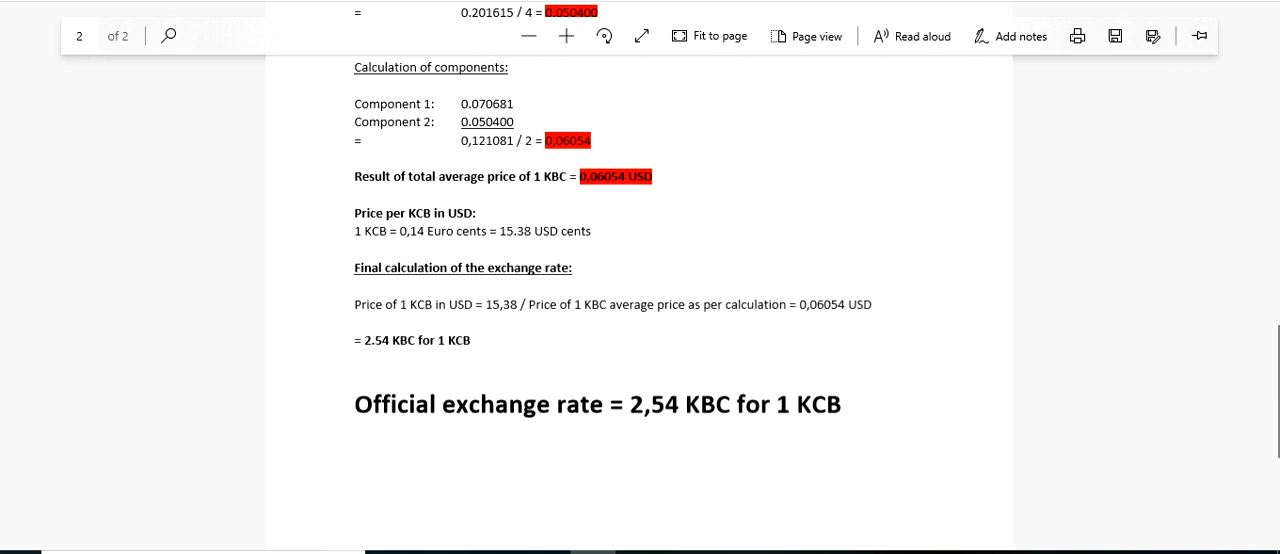 = 0.201615 / 4 = 0.050400
2 of 2 Fit to page Page view Read aloud Add notes
Calculation of components:
Component 1: 0.070681
Component 2: 0.050400
= 0,121081 / 2 = 0,06054
Result of total average price of 1 KBC = 0,06054 USD
Price per KCB in USD:
1 KCB = 0,14 Euro cents = 15.38 USD cents
Final calculation of the exchange rate:
Price of 1 KCB in USD = 15,38 / Price of 1 KBC average price as per calculation = 0,06054 USD
= 2.54 KBC for 1 KCB
Official exchange rate = 2,54 KBC for 1 KCB